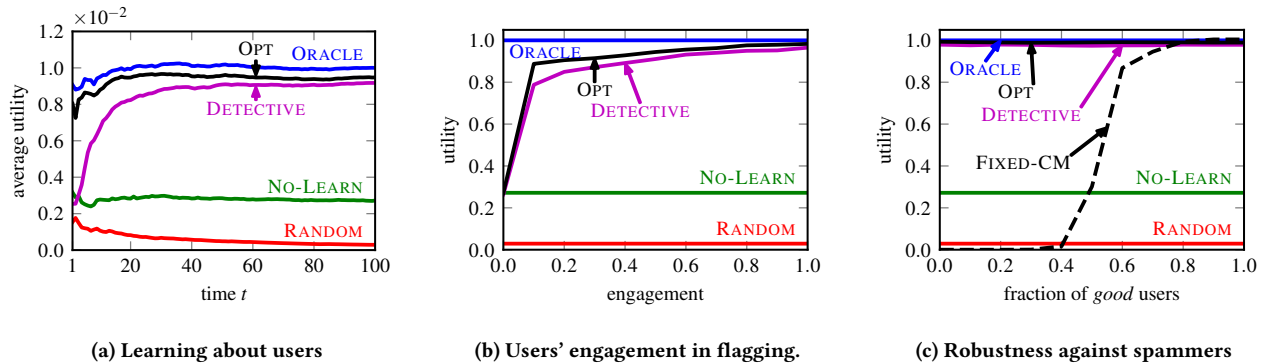 ×10⁻²
1.2
1.0
0.8
0.6
0.4
0.2
0.0
average utility
OPT
ORACLE
DETECTIVE
NO-LEARN
RANDOM
1 20 40 60 80 100
time t
(a) Learning about users
1.0
0.8
0.6
0.4
0.2
0.0
utility
ORACLE
OPT
DETECTIVE
NO-LEARN
RANDOM
0.0 0.2 0.4 0.6 0.8 1.0
engagement
(b) Users' engagement in flagging.
1.0
0.8
0.6
0.4
0.2
0.0
utility
ORACLE
OPT
DETECTIVE
FIXED-CM
NO-LEARN
RANDOM
0.0 0.2 0.4 0.6 0.8 1.0
fraction of good users
(c) Robustness against spammers